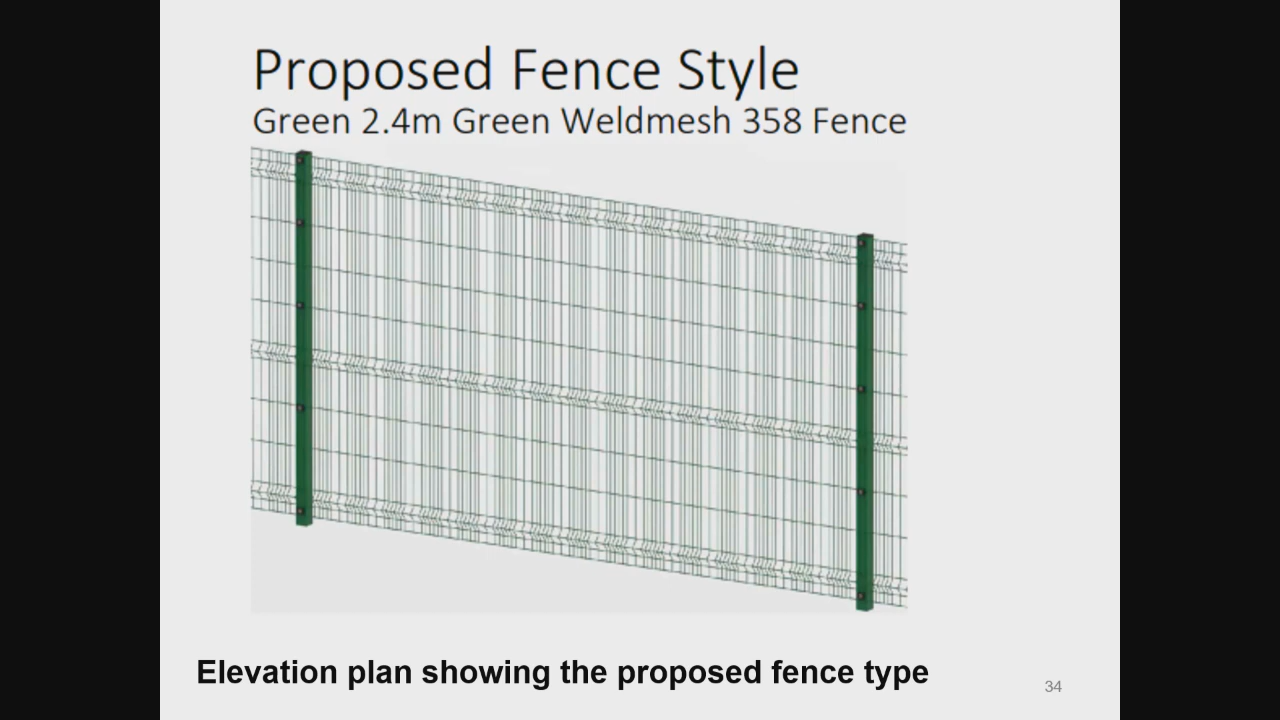 Proposed Fence Style
Green 2.4m Green Weldmesh 358 Fence
Elevation plan showing the proposed fence type
34